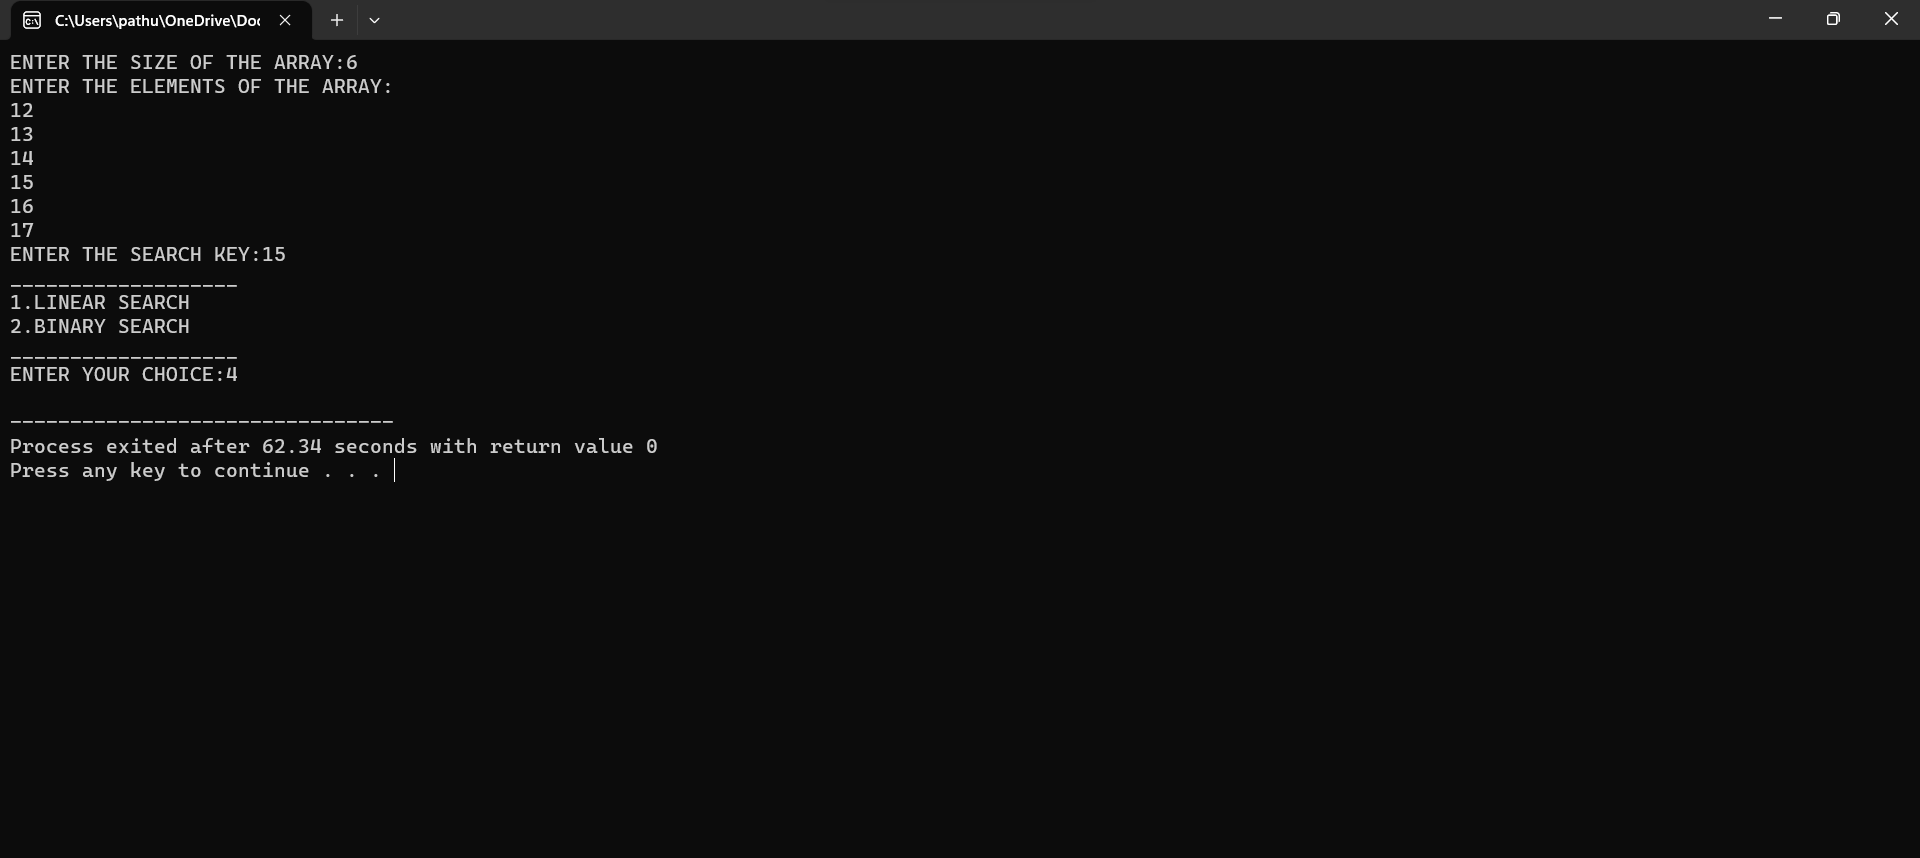 C:\Users\pathu\OneDrive\Doc
ENTER THE SIZE OF THE ARRAY:6
ENTER THE ELEMENTS OF THE ARRAY:
12
13
14
15
16
17
ENTER THE SEARCH KEY:15
___________________
1.LINEAR SEARCH
2.BINARY SEARCH
___________________
ENTER YOUR CHOICE:4
--------------------------------
Process exited after 62.34 seconds with return value 0
Press any key to continue . . .